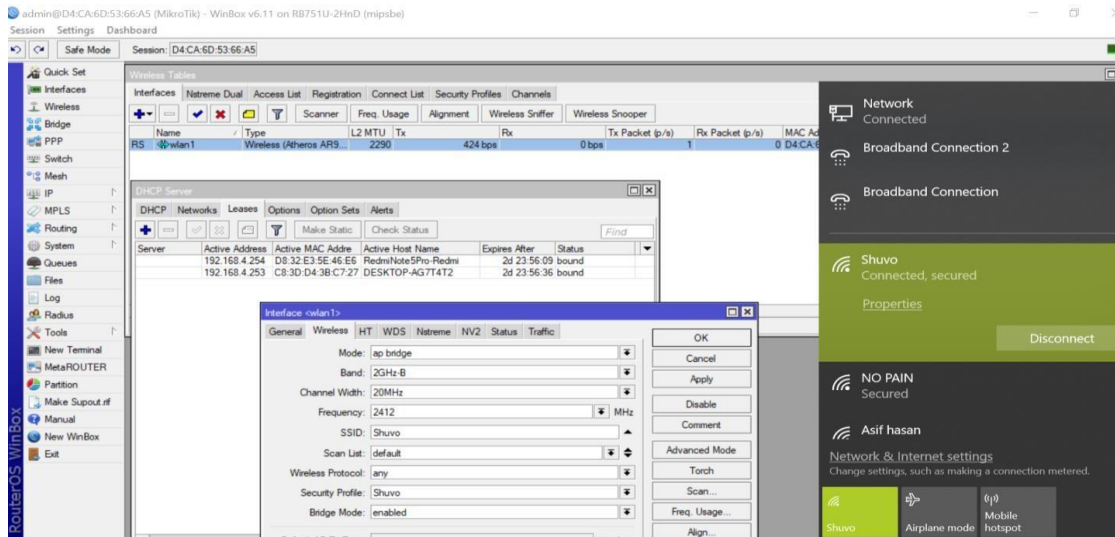 admin@D4:CA:6D:53:66:A5 (MikroTik) - WinBox v6.11 on RB751U-2HnD (mipsbe)
Session Settings Dashboard
Safe Mode Session: D4:CA:6D:53:66:A5
Quick Set
Interfaces
Wireless
Bridge
PPP
Switch
Mesh
IP
MPLS
Routing
System
Queues
Files
Log
Radius
Tools
New Terminal
MetaROUTER
Partition
Make Supout.rif
Manual
New WinBox
Exit
RouterOS WinBox
Wireless Tables
Interfaces Nstreme Dual Access List Registration Connect List Security Profiles Channels
Scanner Freq. Usage Alignment Wireless Sniffer Wireless Snooper
Name / Type L2 MTU Tx Rx Tx Packet (p/s) Rx Packet (p/s) MAC Ad
RS wlan1 Wireless (Atheros AR9... 2290 424 bps 0 bps 1 0 D4:CA:6
DHCP Server
DHCP Networks Leases Options Option Sets Alerts
Make Static Check Status Find
Server Active Address Active MAC Addre Active Host Name Expires After Status
192.168.4.254 D8:32:E3:5E:46:E6 RedmiNote5Pro-Redmi 2d 23:56:09 bound
192.168.4.253 C8:3D:D4:3B:C7:27 DESKTOP-AG7T4T2 2d 23:56:36 bound
Interface <wlan1>
General Wireless HT WDS Nstreme NV2 Status Traffic
Mode: ap bridge
Band: 2GHz-B
Channel Width: 20MHz
Frequency: 2412 MHz
SSID: Shuvo
Scan List: default
Wireless Protocol: any
Security Profile: Shuvo
Bridge Mode: enabled
OK
Cancel
Apply
Disable
Comment
Advanced Mode
Torch
Scan...
Freq. Usage...
Align...
Network
Connected
Broadband Connection 2
Broadband Connection
Shuvo
Connected, secured
Properties
Disconnect
NO PAIN
Secured
Asif hasan
Network & Internet settings
Change settings, such as making a connection metered.
Shuvo
Airplane mode
Mobile
hotspot